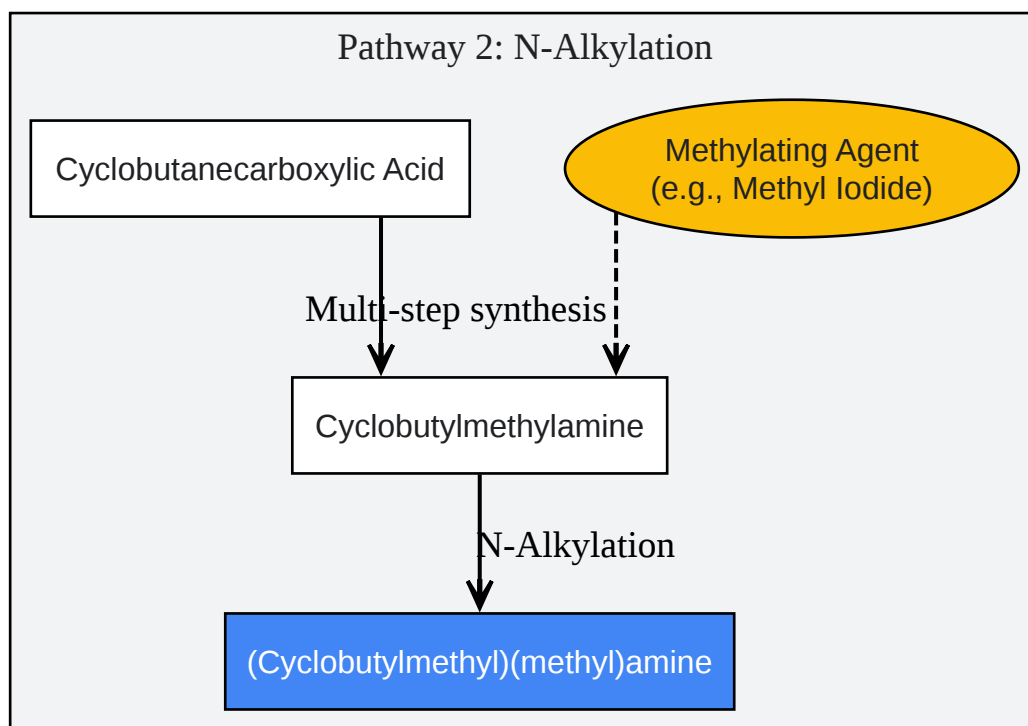 Pathway 2: N-Alkylation
Cyclobutanecarboxylic Acid
Methylating Agent
(e.g., Methyl Iodide)
Multi-step synthesis
Cyclobutylmethylamine
N-Alkylation
(Cyclobutylmethyl)(methyl)amine